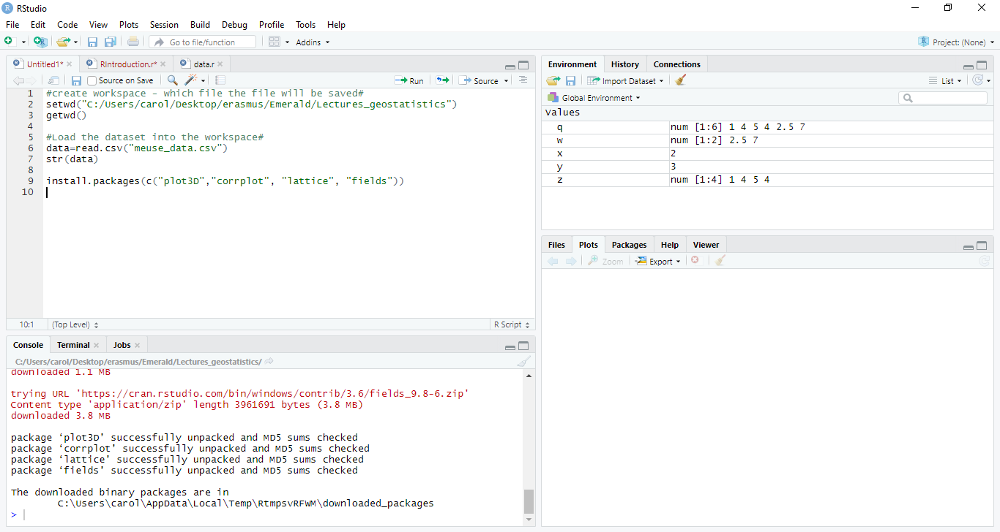 RStudio
File Edit Code View Plots Session Build Debug Profile Tools Help
Go to file/function Addins Project: (None)
Untitled1* RIntroduction.r* data.r
Source on Save Run Source
1 #create workspace - which file the file will be saved#
2 setwd("C:/Users/carol/Desktop/erasmus/Emerald/Lectures_geostatistics")
3 getwd()
4
5 #Load the dataset into the workspace#
6 data=read.csv("meuse_data.csv")
7 str(data)
8
9 install.packages(c("plot3D","corrplot", "lattice", "fields"))
10
10:1 (Top Level) R Script
Console Terminal Jobs
C:/Users/carol/Desktop/erasmus/Emerald/Lectures_geostatistics/
downloaded 1.1 MB
trying URL 'https://cran.rstudio.com/bin/windows/contrib/3.6/fields_9.8-6.zip'
Content type 'application/zip' length 3961691 bytes (3.8 MB)
downloaded 3.8 MB
package ‘plot3D’ successfully unpacked and MD5 sums checked
package ‘corrplot’ successfully unpacked and MD5 sums checked
package ‘lattice’ successfully unpacked and MD5 sums checked
package ‘fields’ successfully unpacked and MD5 sums checked
The downloaded binary packages are in
C:\Users\carol\AppData\Local\Temp\RtmpsvRFWM\downloaded_packages
>
Environment History Connections
Import Dataset List
Global Environment
Values
q num [1:6] 1 4 5 4 2.5 7
w num [1:2] 2.5 7
x 2
y 3
z num [1:4] 1 4 5 4
Files Plots Packages Help Viewer
Zoom Export